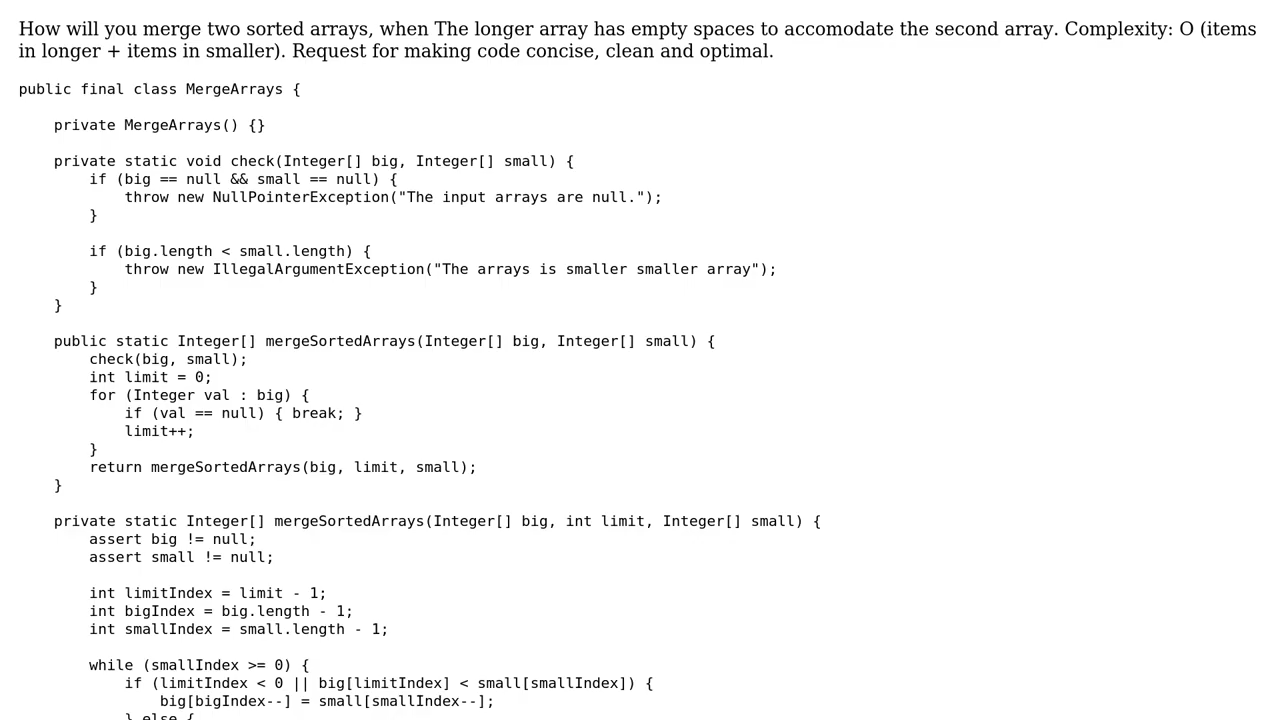 How will you merge two sorted arrays, when The longer array has empty spaces to accomodate the second array. Complexity: O (items
in longer + items in smaller). Request for making code concise, clean and optimal.
public final class MergeArrays {
    private MergeArrays() {}
    private static void check(Integer[] big, Integer[] small) {
        if (big == null && small == null) {
            throw new NullPointerException("The input arrays are null.");
        }
        if (big.length < small.length) {
            throw new IllegalArgumentException("The arrays is smaller smaller array");
        }
    }
    public static Integer[] mergeSortedArrays(Integer[] big, Integer[] small) {
        check(big, small);
        int limit = 0;
        for (Integer val : big) {
            if (val == null) { break; }
            limit++;
        }
        return mergeSortedArrays(big, limit, small);
    }
    private static Integer[] mergeSortedArrays(Integer[] big, int limit, Integer[] small) {
        assert big != null;
        assert small != null;
        int limitIndex = limit - 1;
        int bigIndex = big.length - 1;
        int smallIndex = small.length - 1;
        while (smallIndex >= 0) {
            if (limitIndex < 0 || big[limitIndex] < small[smallIndex]) {
                big[bigIndex--] = small[smallIndex--];
            } else {